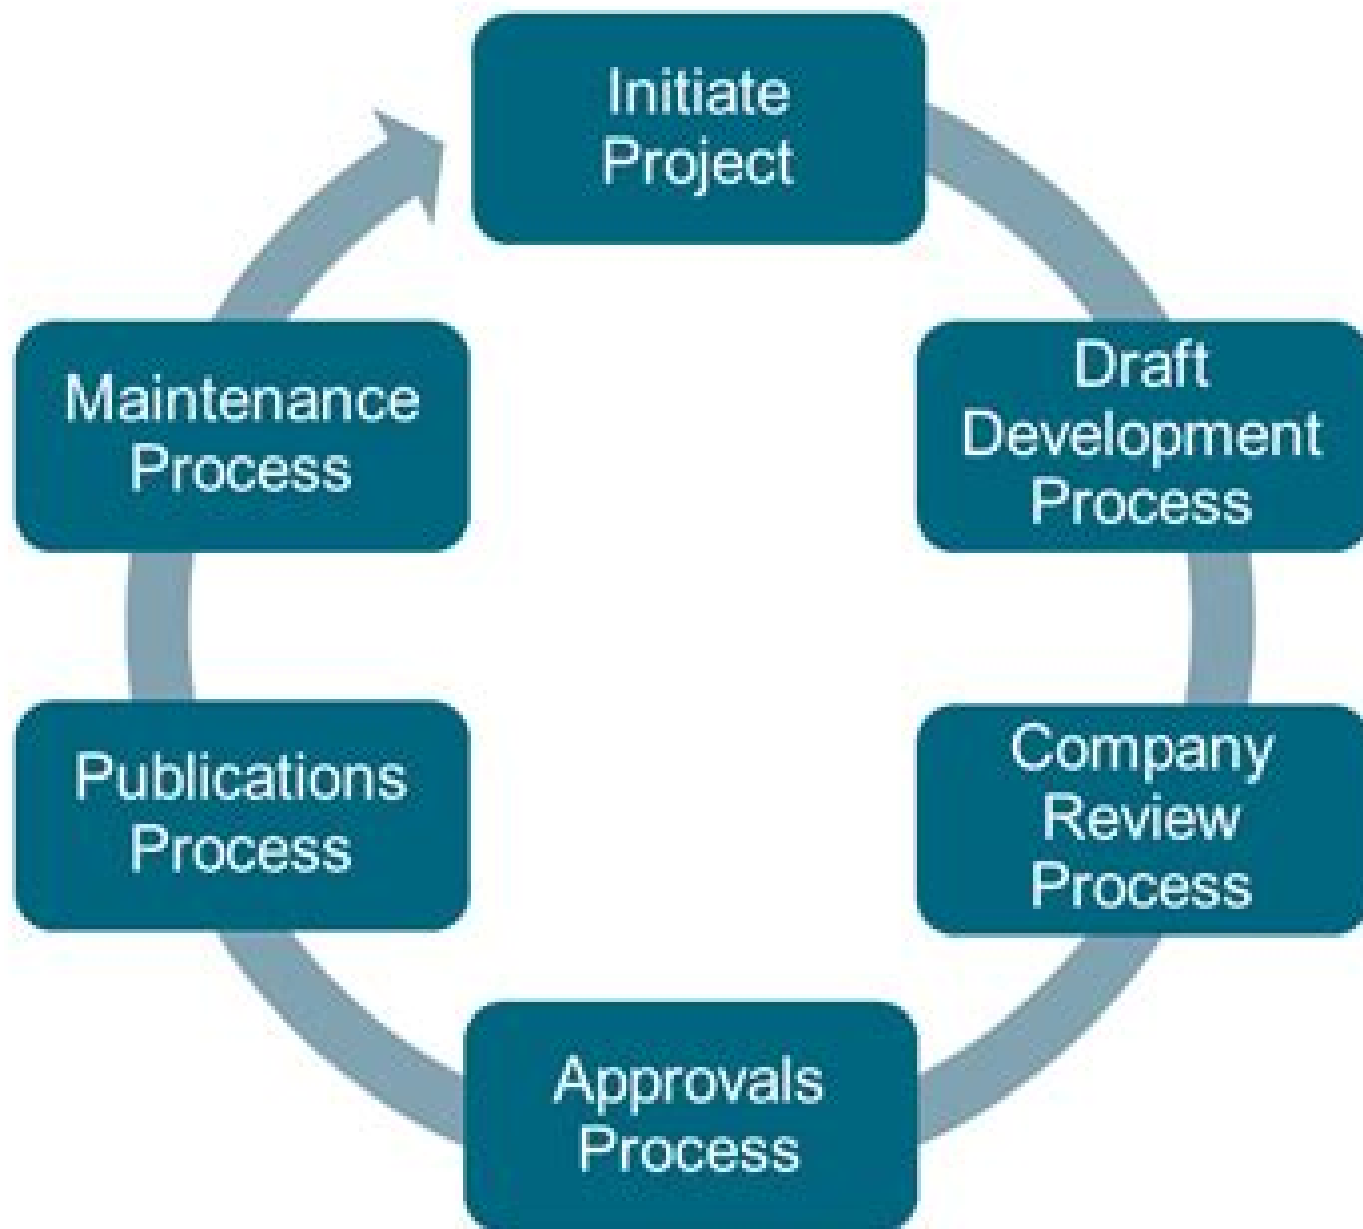 Initiate
Project
Draft
Development
Process
Company
Review
Process
Approvals
Process
Publications
Process
Maintenance
Process